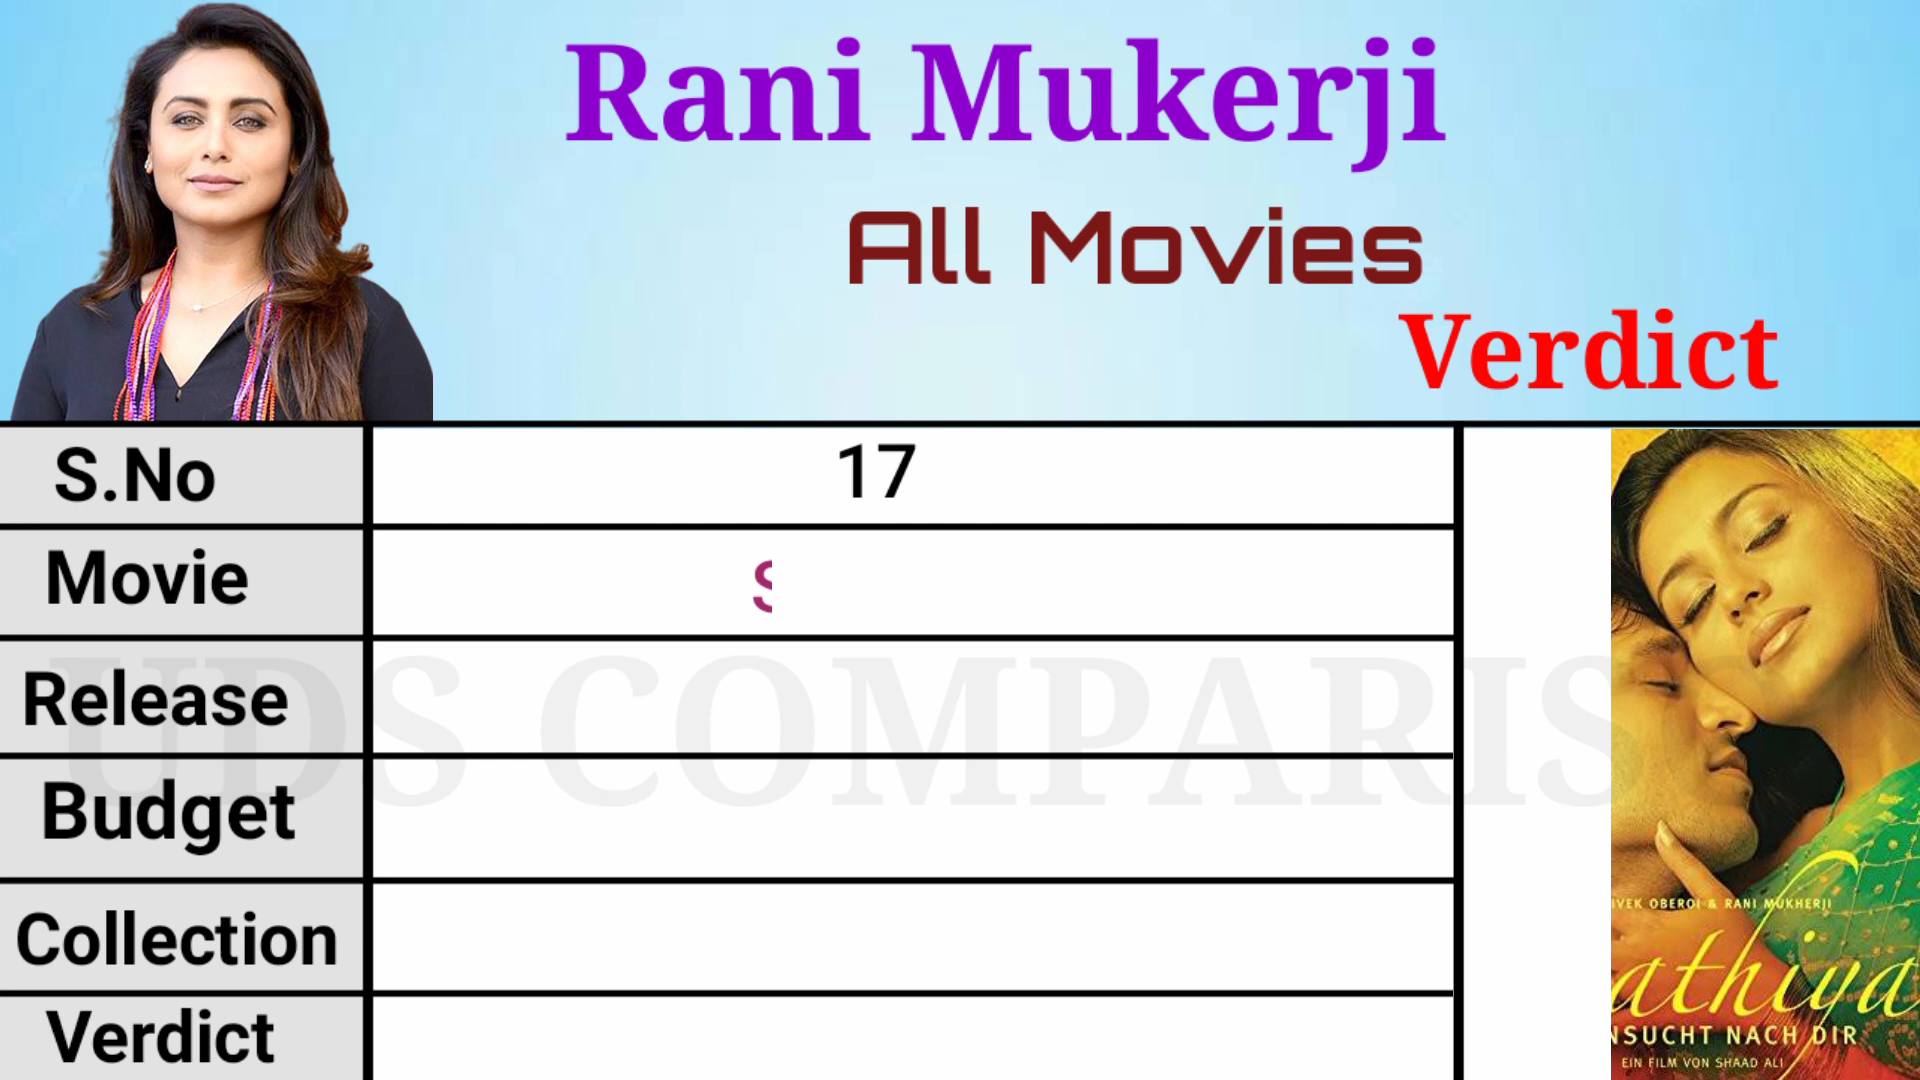 Rani Mukerji
All Movies
Verdict
S.No
17
Movie
S
Release
Budget
Collection
Verdict
UDS COMPARIS
IVEK OBEROI & RANI MUKHERJI
athiya
NSUCHT NACH DIR
EIN FILM VON SHAAD ALI